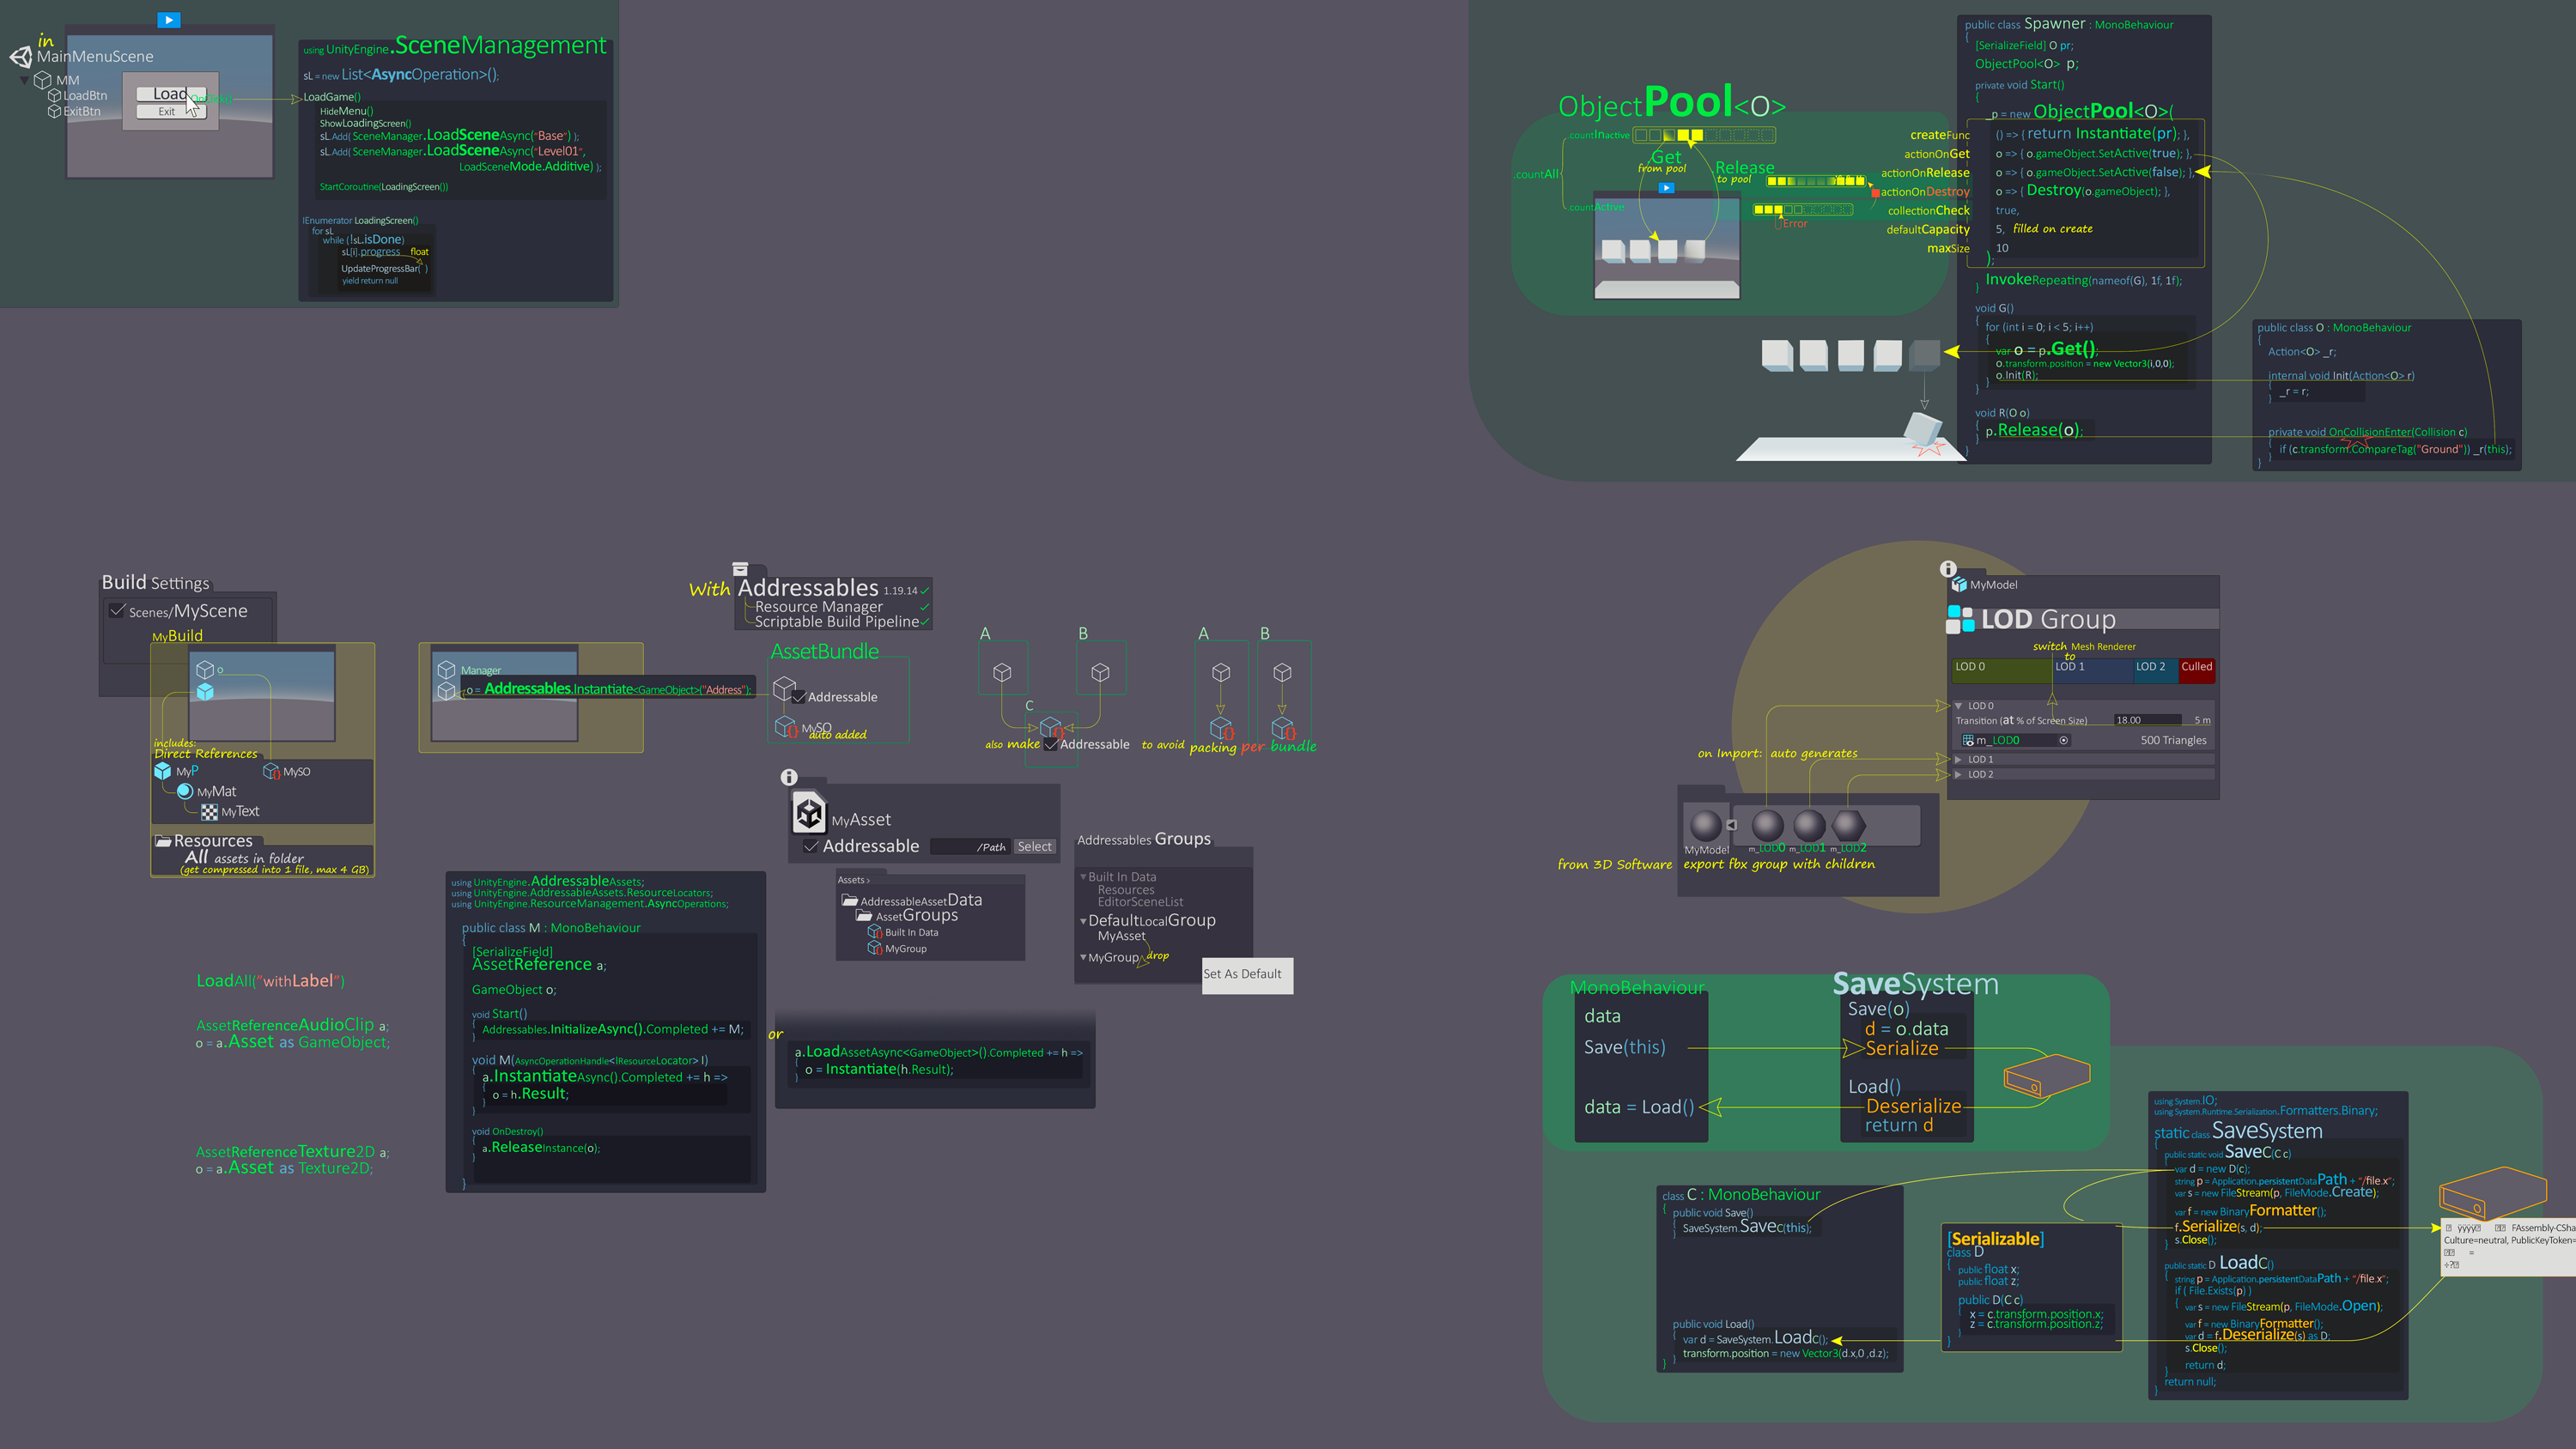 in
MainMenuScene
MM
LoadBtn
ExitBtn
Load
Exit
using UnityEngine.SceneManagement
sL = new List<AsyncOperation>();
LoadGame()
HideMenu()
ShowLoadingScreen()
sL.Add( SceneManager.LoadSceneAsync("Base") );
sL.Add( SceneManager.LoadSceneAsync("Level01",
LoadSceneMode.Additive) );
StartCoroutine(LoadingScreen())
IEnumerator LoadingScreen()
for sL
while (!sL.isDone)
sL[i].progress float
UpdateProgressBar( )
yield return null
ObjectPool<O>
.countInactive
.countAll
.countActive
Get
from pool
Release
to pool
Error
createFunc
actionOnGet
actionOnRelease
actionOnDestroy
collectionCheck
defaultCapacity
maxSize
public class Spawner : MonoBehaviour
{
[SerializeField] O pr;
ObjectPool<O> p;
private void Start()
{
_p = new ObjectPool<O>(
() => { return Instantiate(pr); },
o => { o.gameObject.SetActive(true); },
o => { o.gameObject.SetActive(false); },
o => { Destroy(o.gameObject); },
true,
5, filled on create
10
);
InvokeRepeating(nameof(G), 1f, 1f);
}
void G()
{
for (int i = 0; i < 5; i++)
{
var o = p.Get();
o.transform.position = new Vector3(i,0,0);
o.Init(R);
}
}
void R(O o)
{
p.Release(o);
}
}
public class O : MonoBehaviour
{
Action<O> _r;
internal void Init(Action<O> r)
{
_r = r;
}
private void OnCollisionEnter(Collision c)
{
if (c.transform.CompareTag("Ground")) _r(this);
}
}
Build Settings
Scenes/MyScene
MyBuild
o
includes:
Direct References
MyP
MySO
MyMat
MyText
Resources
All assets in folder
(get compressed into 1 file, max 4 GB)
With Addressables 1.19.14
Resource Manager
Scriptable Build Pipeline
Manager
o = Addressables.Instantiate<GameObject>("Address");
AssetBundle
Addressable
MySO
auto added
A
B
C
also make Addressable
A
B
to avoid packing per bundle
MyAsset
Addressable /Path Select
Assets >
AddressableAssetData
AssetGroups
Built In Data
MyGroup
Addressables Groups
Built In Data
Resources
EditorSceneList
DefaultLocalGroup
MyAsset
MyGroup drop
Set As Default
using UnityEngine.AddressableAssets;
using UnityEngine.AddressableAssets.ResourceLocators;
using UnityEngine.ResourceManagement.AsyncOperations;
public class M : MonoBehaviour
{
[SerializeField]
AssetReference a;
GameObject o;
void Start()
{
Addressables.InitializeAsync().Completed += M;
}
void M(AsyncOperationHandle<IResourceLocator> l)
{
a.InstantiateAsync().Completed += h =>
{
o = h.Result;
}
}
void OnDestroy()
{
a.ReleaseInstance(o);
}
}
or
a.LoadAssetAsync<GameObject>().Completed += h =>
{
o = Instantiate(h.Result);
}
LoadAll("withLabel")
AssetReferenceAudioClip a;
o = a.Asset as GameObject;
AssetReferenceTexture2D a;
o = a.Asset as Texture2D;
MyModel
LOD Group
switch Mesh Renderer
to
LOD 0
LOD 1
LOD 2
Culled
LOD 0
Transition (at % of Screen Size) 18.00 5 m
m_LOD0 500 Triangles
LOD 1
LOD 2
on Import: auto generates
MyModel
m_LOD0 m_LOD1 m_LOD2
from 3D Software export fbx group with children
MonoBehaviour
data
Save(this)
data = Load()
SaveSystem
Save(o)
d = o.data
Serialize
Load()
Deserialize
return d
class C : MonoBehaviour
{
public void Save()
{
SaveSystem.SaveC(this);
}
public void Load()
{
var d = SaveSystem.LoadC();
transform.position = new Vector3(d.x,0 ,d.z);
}
}
[Serializable]
class D
{
public float x;
public float z;
public D(C c)
{
x = c.transform.position.x;
z = c.transform.position.z;
}
}
using System.IO;
using System.Runtime.Serialization.Formatters.Binary;
static class SaveSystem
{
public static void SaveC(C c)
{
var d = new D(c);
string p = Application.persistentDataPath + "/file.x";
var s = new FileStream(p, FileMode.Create);
var f = new BinaryFormatter();
f.Serialize(s, d);
s.Close();
}
public static D LoadC()
{
string p = Application.persistentDataPath + "/file.x";
if ( File.Exists(p) )
{
var s = new FileStream(p, FileMode.Open);
var f = new BinaryFormatter();
var d = f.Deserialize(s) as D;
s.Close();
return d;
}
return null;
}
ÿÿÿÿ FAssembly-CSha
Culture=neutral, PublicKeyToken=
=
÷?